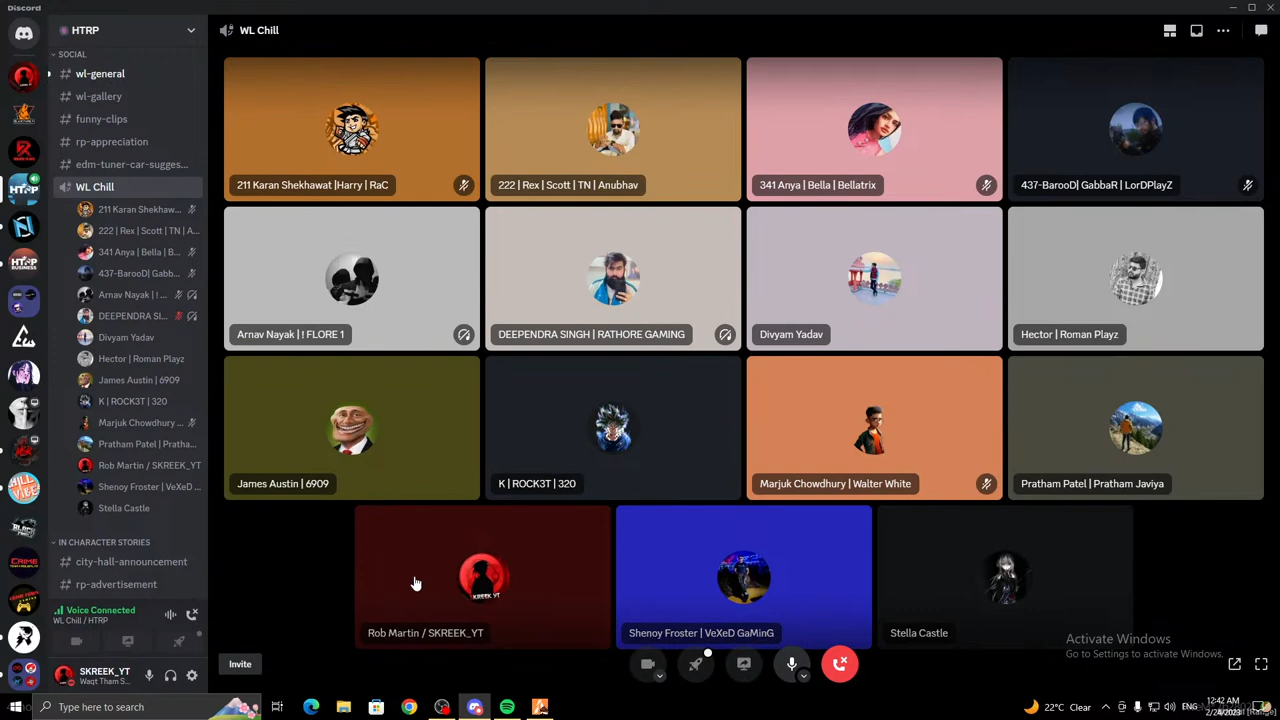 Discord
HTRP
WL Chill
SOCIAL
wl-general
wl-gallery
funny-clips
rp-appreciation
edm-tuner-car-sugges...
WL Chill
211 Karan Shekhaw...
222 | Rex | Scott | TN | A...
341 Anya | Bella | B...
437-BarooD| Gabb...
Arnav Nayak | ! ...
DEEPENDRA SI...
Divyam Yadav
Hector | Roman Playz
James Austin | 6909
K | ROCK3T | 320
Marjuk Chowdhury ...
Pratham Patel | Pratha...
Rob Martin / SKREEK_YT
Shenoy Froster | VeXeD ...
Stella Castle
IN CHARACTER STORIES
city-hall-announcement
rp-advertisement
Voice Connected
WL Chill / HTRP
SKREEK_YT
Waqt Tham S...
211 Karan Shekhawat |Harry | RaC
222 | Rex | Scott | TN | Anubhav
341 Anya | Bella | Bellatrix
437-BarooD| GabbaR | LorDPlayZ
Arnav Nayak | ! FLORE 1
DEEPENDRA SINGH | RATHORE GAMING
Divyam Yadav
Hector | Roman Playz
James Austin | 6909
K | ROCK3T | 320
Marjuk Chowdhury | Walter White
Pratham Patel | Pratham Javiya
Rob Martin / SKREEK_YT
Shenoy Froster | VeXeD GaMinG
Stella Castle
Invite
Activate Windows
Go to Settings to activate Windows.
Type here to search
22°C Clear
ENG
12:42 AM
2/24/2023